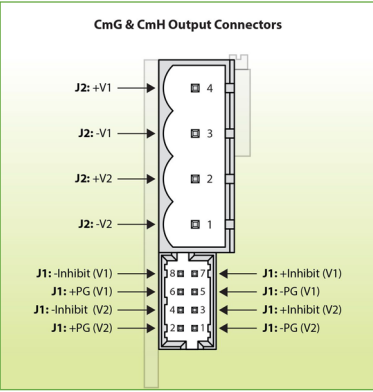 CmG & CmH Output Connectors
J2: +V1 4
J2: -V1 3
J2: +V2 2
J2: -V2 1
J1: -Inhibit (V1) 8 7 J1: +Inhibit (V1)
J1: +PG (V1) 6 5 J1: -PG (V1)
J1: -Inhibit (V2) 4 3 J1: +Inhibit (V2)
J1: +PG (V2) 2 1 J1: -PG (V2)